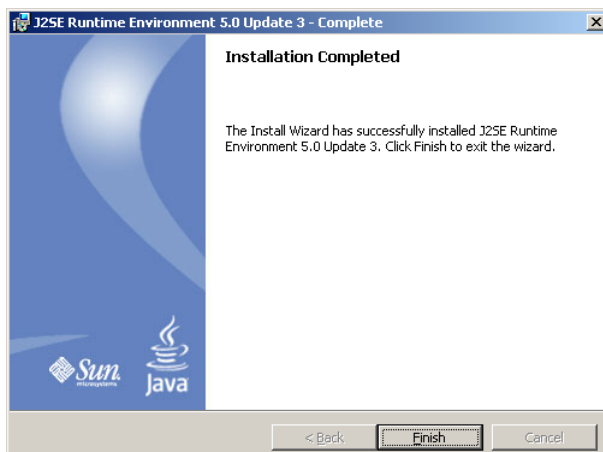 J2SE Runtime Environment 5.0 Update 3 - Complete
Installation Completed
The Install Wizard has successfully installed J2SE Runtime
Environment 5.0 Update 3. Click Finish to exit the wizard.
Sun
microsystems
Java
< Back
Finish
Cancel